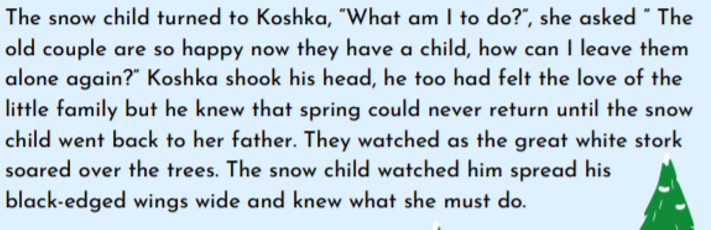 The snow child turned to Koshka, “What am I to do?”, she asked “ The
old couple are so happy now they have a child, how can I leave them
alone again?” Koshka shook his head, he too had felt the love of the
little family but he knew that spring could never return until the snow
child went back to her father. They watched as the great white stork
soared over the trees. The snow child watched him spread his
black-edged wings wide and knew what she must do.